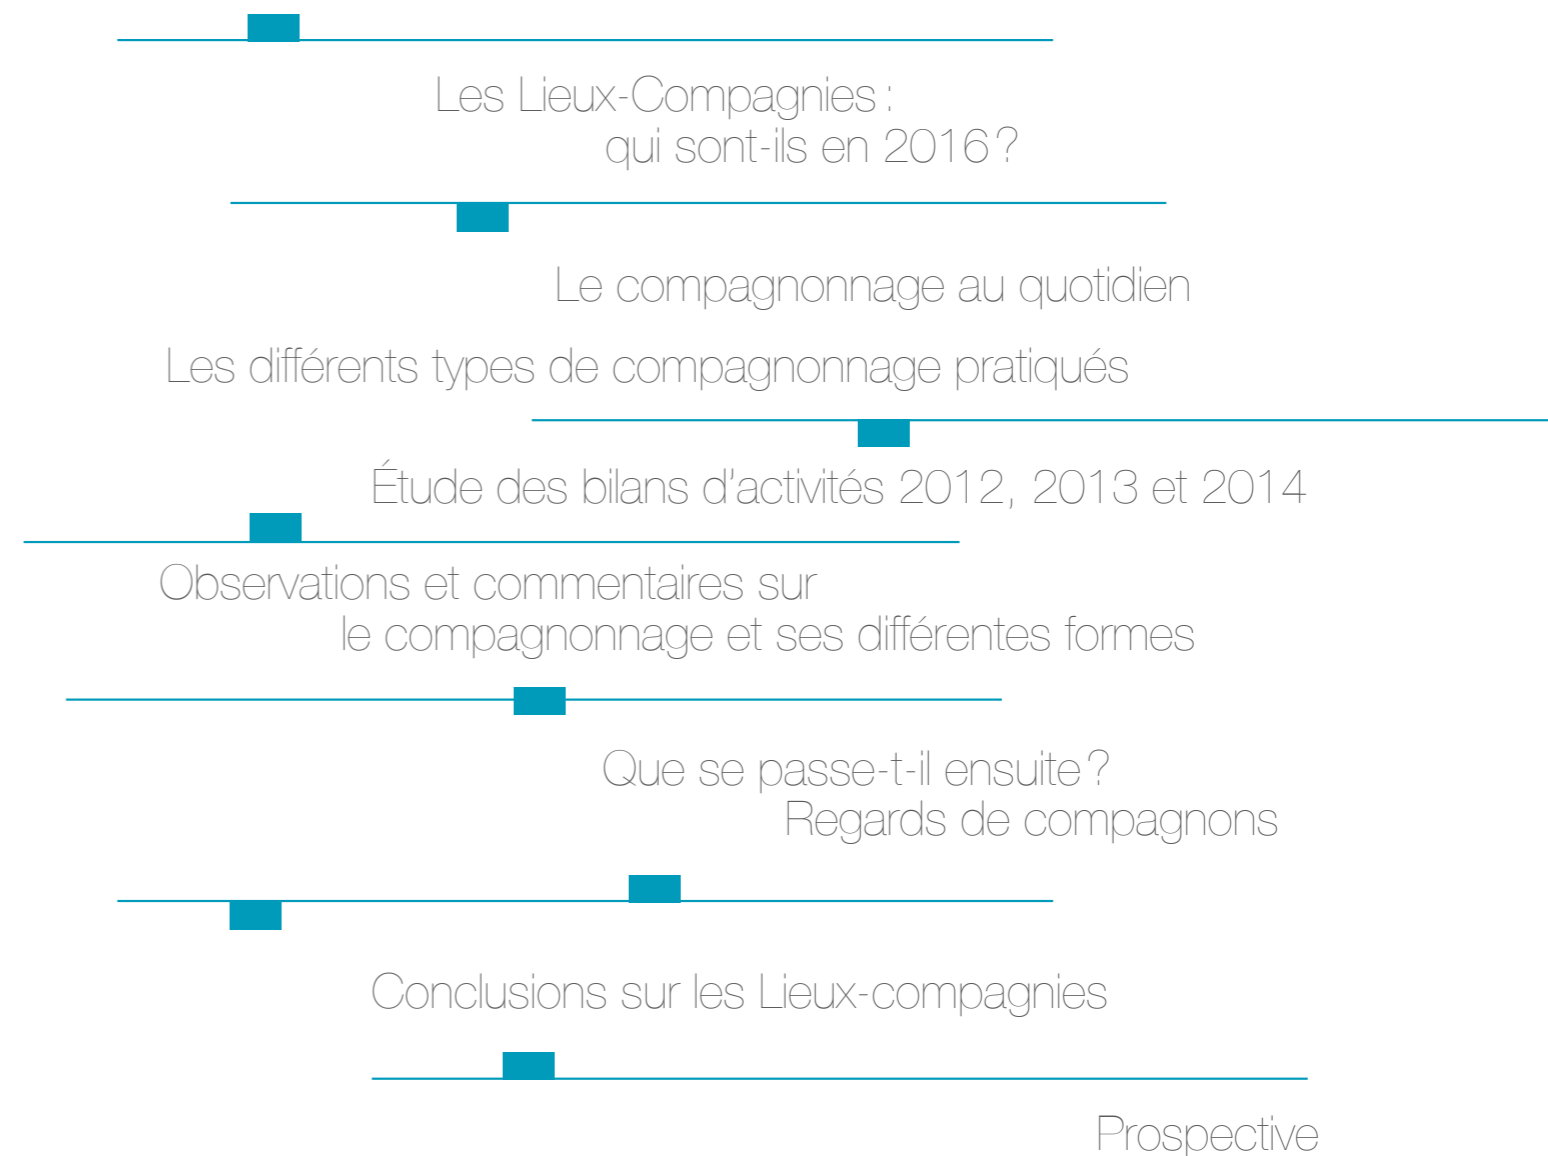 Les Lieux-Compagnies :
qui sont-ils en 2016 ?
Le compagnonnage au quotidien
Les différents types de compagnonnage pratiqués
Étude des bilans d'activités 2012, 2013 et 2014
Observations et commentaires sur
le compagnonnage et ses différentes formes
Que se passe-t-il ensuite ?
Regards de compagnons
Conclusions sur les Lieux-compagnies
Prospective